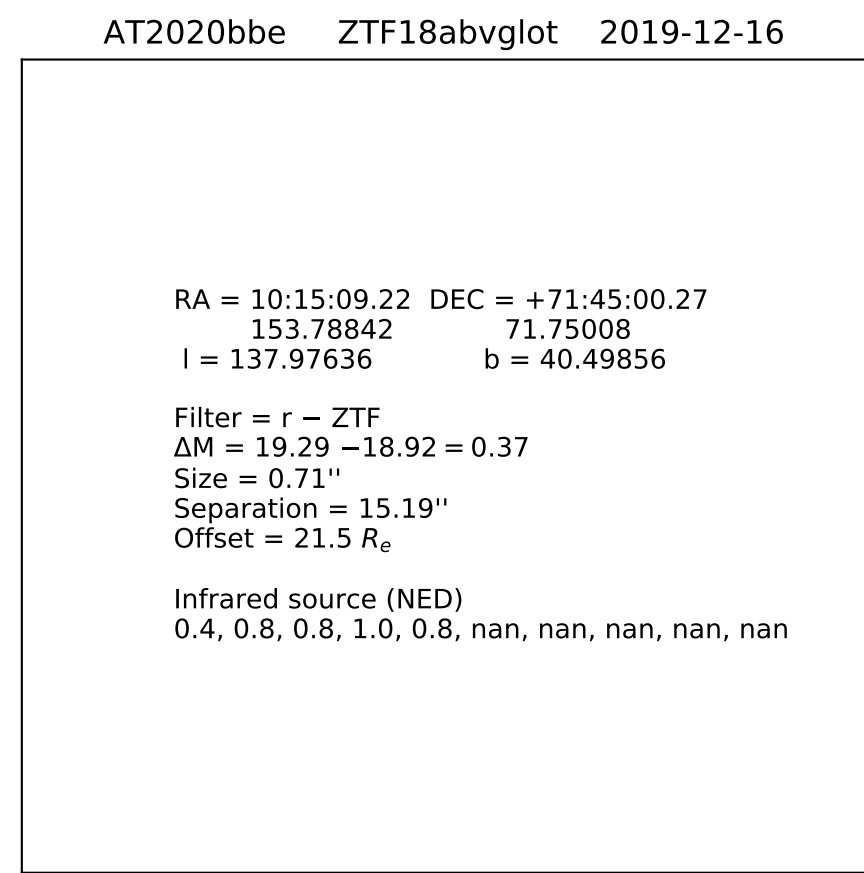 AT2020bbe ZTF18abvglot 2019-12-16
RA = 10:15:09.22 DEC = +71:45:00.27
153.78842 71.75008
l = 137.97636 b = 40.49856
Filter = r − ZTF
ΔM = 19.29 −18.92 = 0.37
Size = 0.71''
Separation = 15.19''
Offset = 21.5 Re
Infrared source (NED)
0.4, 0.8, 0.8, 1.0, 0.8, nan, nan, nan, nan, nan